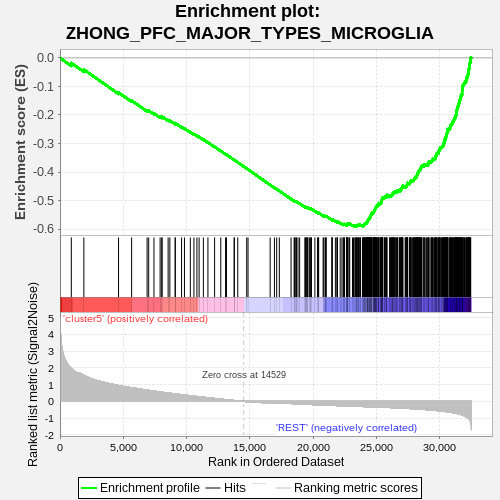 Enrichment plot:
ZHONG_PFC_MAJOR_TYPES_MICROGLIA
Enrichment score (ES)
0.0
-0.1
-0.2
-0.3
-0.4
-0.5
-0.6
'cluster5' (positively correlated)
Ranked list metric (Signal2Noise)
5
4
3
2
1
0
-1
-2
Zero cross at 14529
'REST' (negatively correlated)
0
5,000
10,000
15,000
20,000
25,000
30,000
Rank in Ordered Dataset
Enrichment profile
Hits
Ranking metric scores